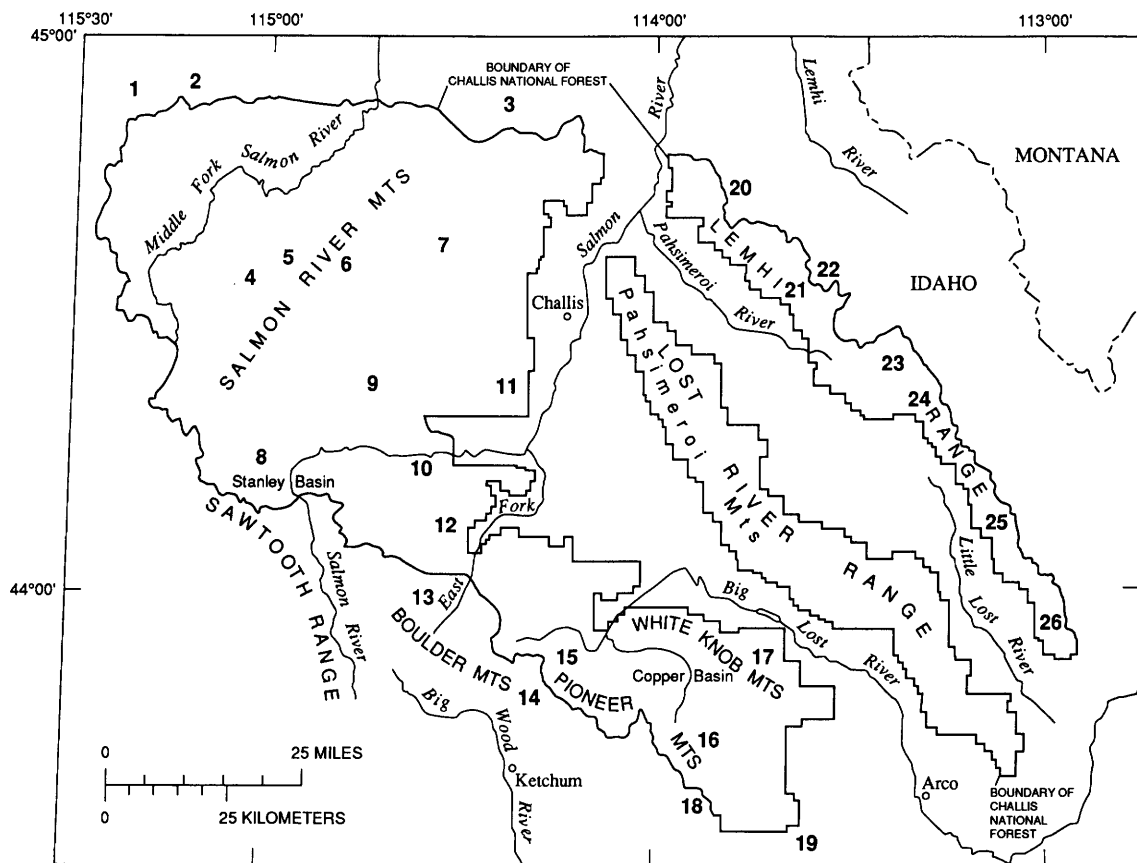 115°30'
115°00'
114°00'
113°00'
45°00'
BOUNDARY OF
CHALLIS NATIONAL FOREST
1
2
3
River
Lemhi
River
MONTANA
Middle Fork Salmon River
SALMON RIVER MTS
20
7
5
4
6
Salmon
Pahsimeroi
River
LEMHI
21
22
IDAHO
Challis
23
24
RANGE
9
11
LOST RIVER RANGE
Pahsimeroi Mts
8
10
Stanley Basin
Fork
12
25
SAWTOOTH RANGE
Salmon
River
44°00'
13
East
Big
Lost
River
Little
Lost
River
26
BOULDER MTS
15
WHITE KNOB MTS
17
Copper Basin
14
PIONEER
MTS
16
Big
Wood
River
Ketchum
18
19
Arco
BOUNDARY OF
CHALLIS
NATIONAL
FOREST
0
25 MILES
0
25 KILOMETERS